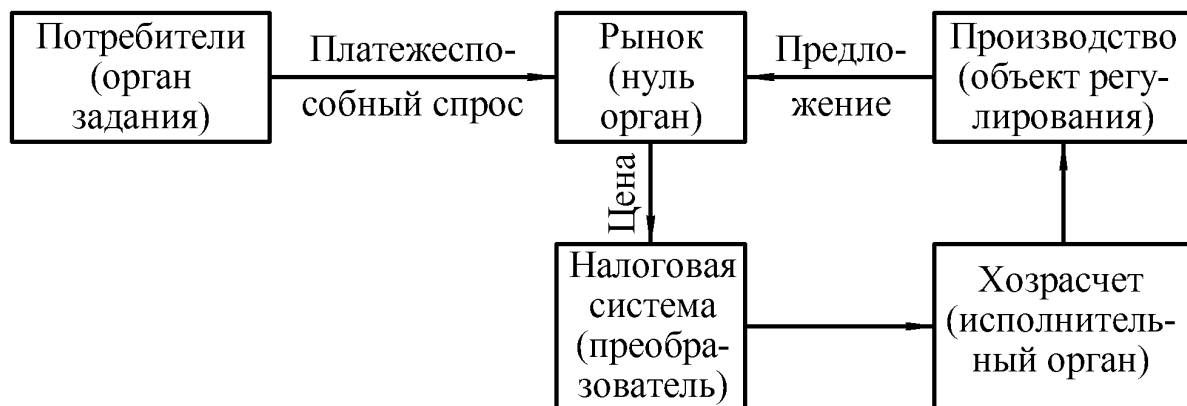 Потребители
(орган
задания)
Платежеспо-
собный спрос
Рынок
(нуль
орган)
Предло-
жение
Производство
(объект регу-
лирования)
Цена
Налоговая
система
(преобра-
зователь)
Хозрасчет
(исполнитель-
ный орган)